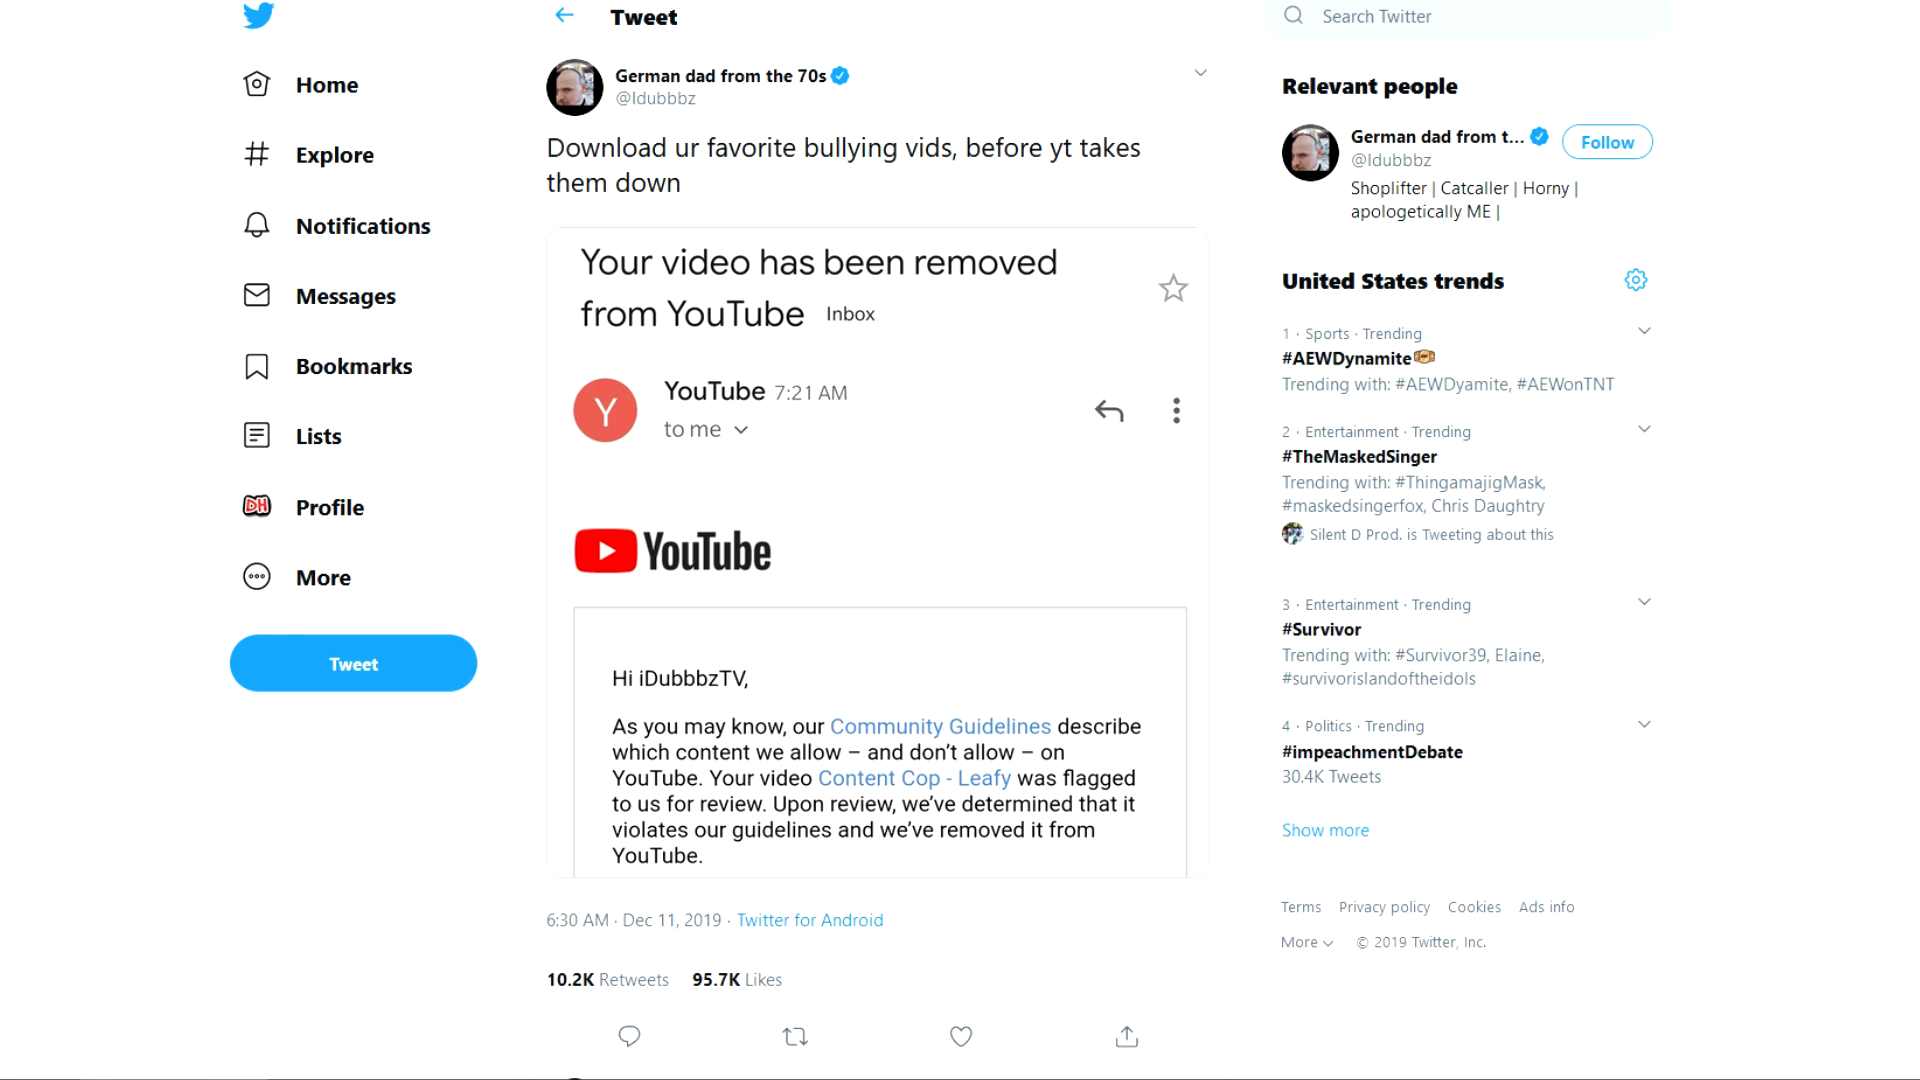 Tweet
Search Twitter
Home
Explore
Notifications
Messages
Bookmarks
Lists
DH
Profile
More
Tweet
German dad from the 70s
@Idubbbz
Download ur favorite bullying vids, before yt takes
them down
Your video has been removed
from YouTube Inbox
Y
YouTube 7:21 AM
to me
YouTube
Hi iDubbbzTV,
As you may know, our Community Guidelines describe
which content we allow – and don't allow – on
YouTube. Your video Content Cop - Leafy was flagged
to us for review. Upon review, we've determined that it
violates our guidelines and we've removed it from
YouTube.
6:30 AM · Dec 11, 2019 · Twitter for Android
10.2K Retweets 95.7K Likes
Relevant people
German dad from t...
@Idubbbz
Follow
Shoplifter | Catcaller | Horny |
apologetically ME |
United States trends
1 · Sports · Trending
#AEWDynamite
Trending with: #AEWDyamite, #AEWonTNT
2 · Entertainment · Trending
#TheMaskedSinger
Trending with: #ThingamajigMask,
#maskedsingerfox, Chris Daughtry
Silent D Prod. is Tweeting about this
3 · Entertainment · Trending
#Survivor
Trending with: #Survivor39, Elaine,
#survivorislandoftheidols
4 · Politics · Trending
#impeachmentDebate
30.4K Tweets
Show more
Terms Privacy policy Cookies Ads info
More © 2019 Twitter, Inc.